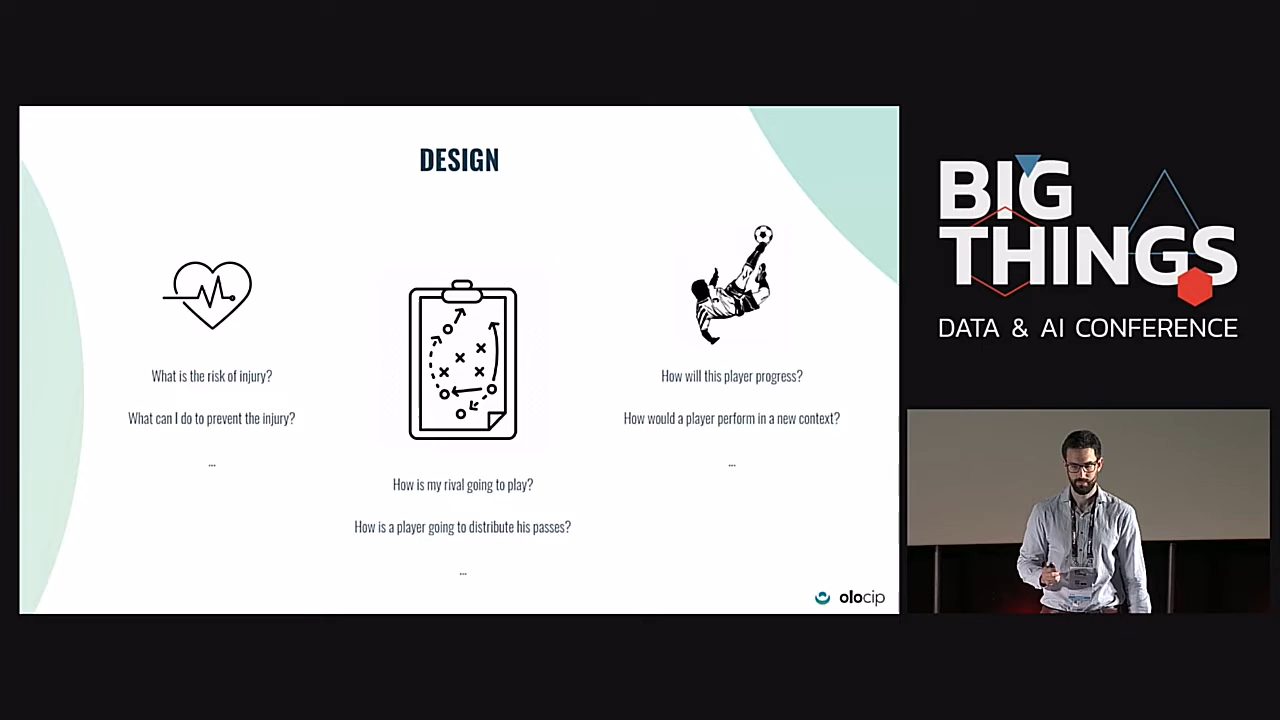 DESIGN
What is the risk of injury?
What can I do to prevent the injury?
...
How is my rival going to play?
How is a player going to distribute his passes?
...
How will this player progress?
How would a player perform in a new context?
...
olocip
BIG
THINGS
DATA & AI CONFERENCE